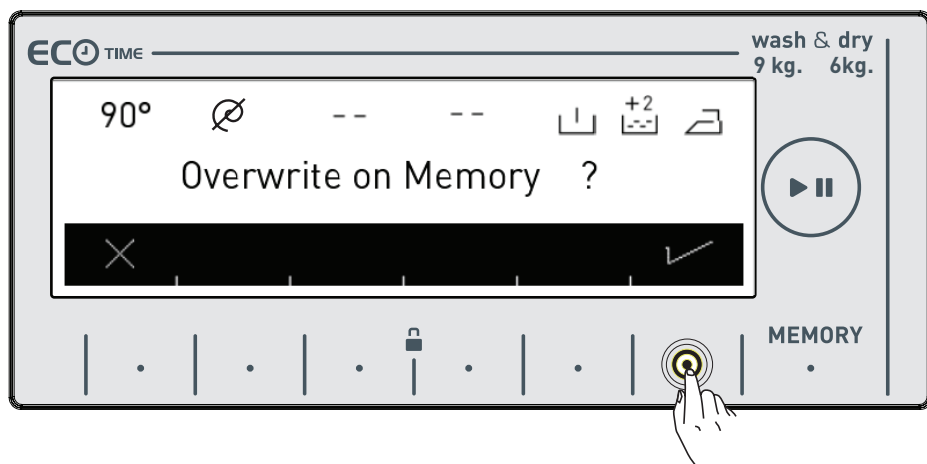 ECO TIME
wash & dry
9 kg. 6kg.
90° -- -- +2
Overwrite on Memory ?
MEMORY